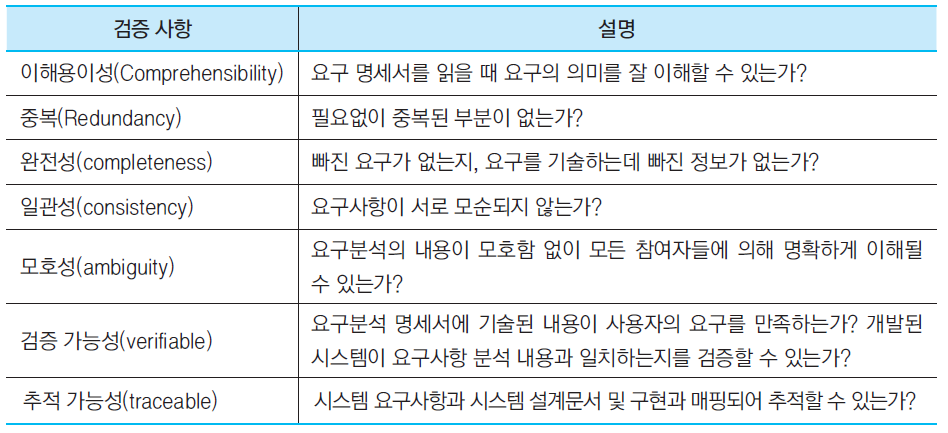 검증 사항 설명
이해용이성(Comprehensibility) 요구 명세서를 읽을 때 요구의 의미를 잘 이해할 수 있는가?
중복(Redundancy) 필요없이 중복된 부분이 없는가?
완전성(completeness) 빠진 요구가 없는지, 요구를 기술하는데 빠진 정보가 없는가?
일관성(consistency) 요구사항이 서로 모순되지 않는가?
모호성(ambiguity) 요구분석의 내용이 모호함 없이 모든 참여자들에 의해 명확하게 이해될
수 있는가?
검증 가능성(verifiable) 요구분석 명세서에 기술된 내용이 사용자의 요구를 만족하는가? 개발된
시스템이 요구사항 분석 내용과 일치하는지를 검증할 수 있는가?
추적 가능성(traceable) 시스템 요구사항과 시스템 설계문서 및 구현과 매핑되어 추적할 수 있는가?